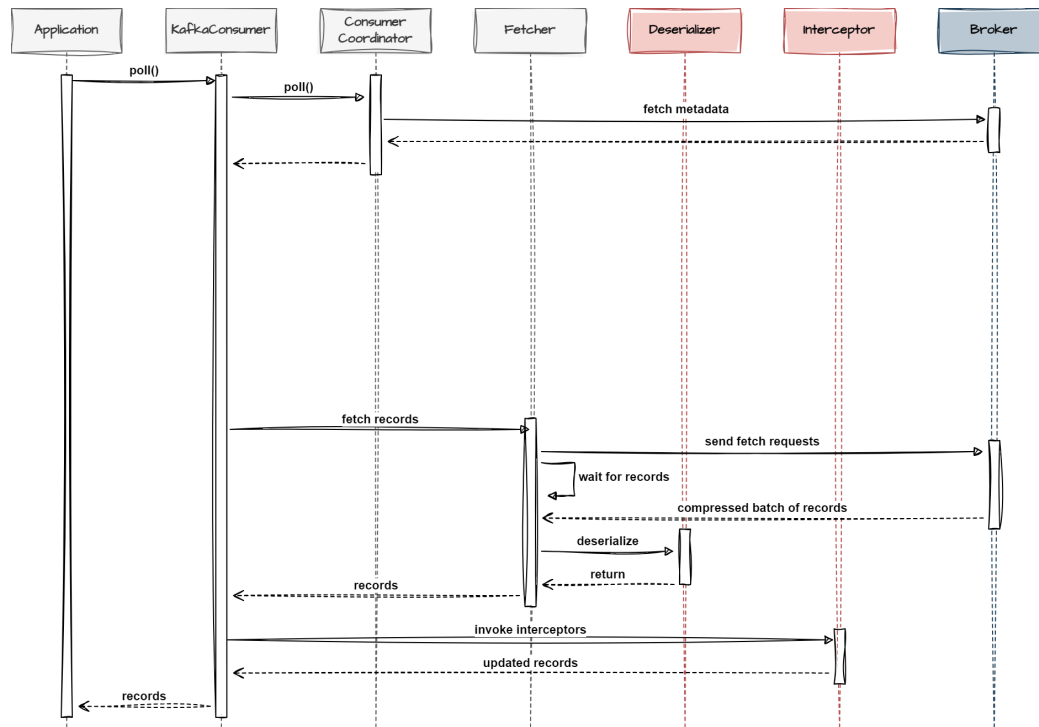 Application
KafkaConsumer
Consumer
Coordinator
Fetcher
Deserializer
Interceptor
Broker
poll()
poll()
fetch metadata
fetch records
send fetch requests
wait for records
compressed batch of records
deserialize
return
records
invoke interceptors
updated records
records